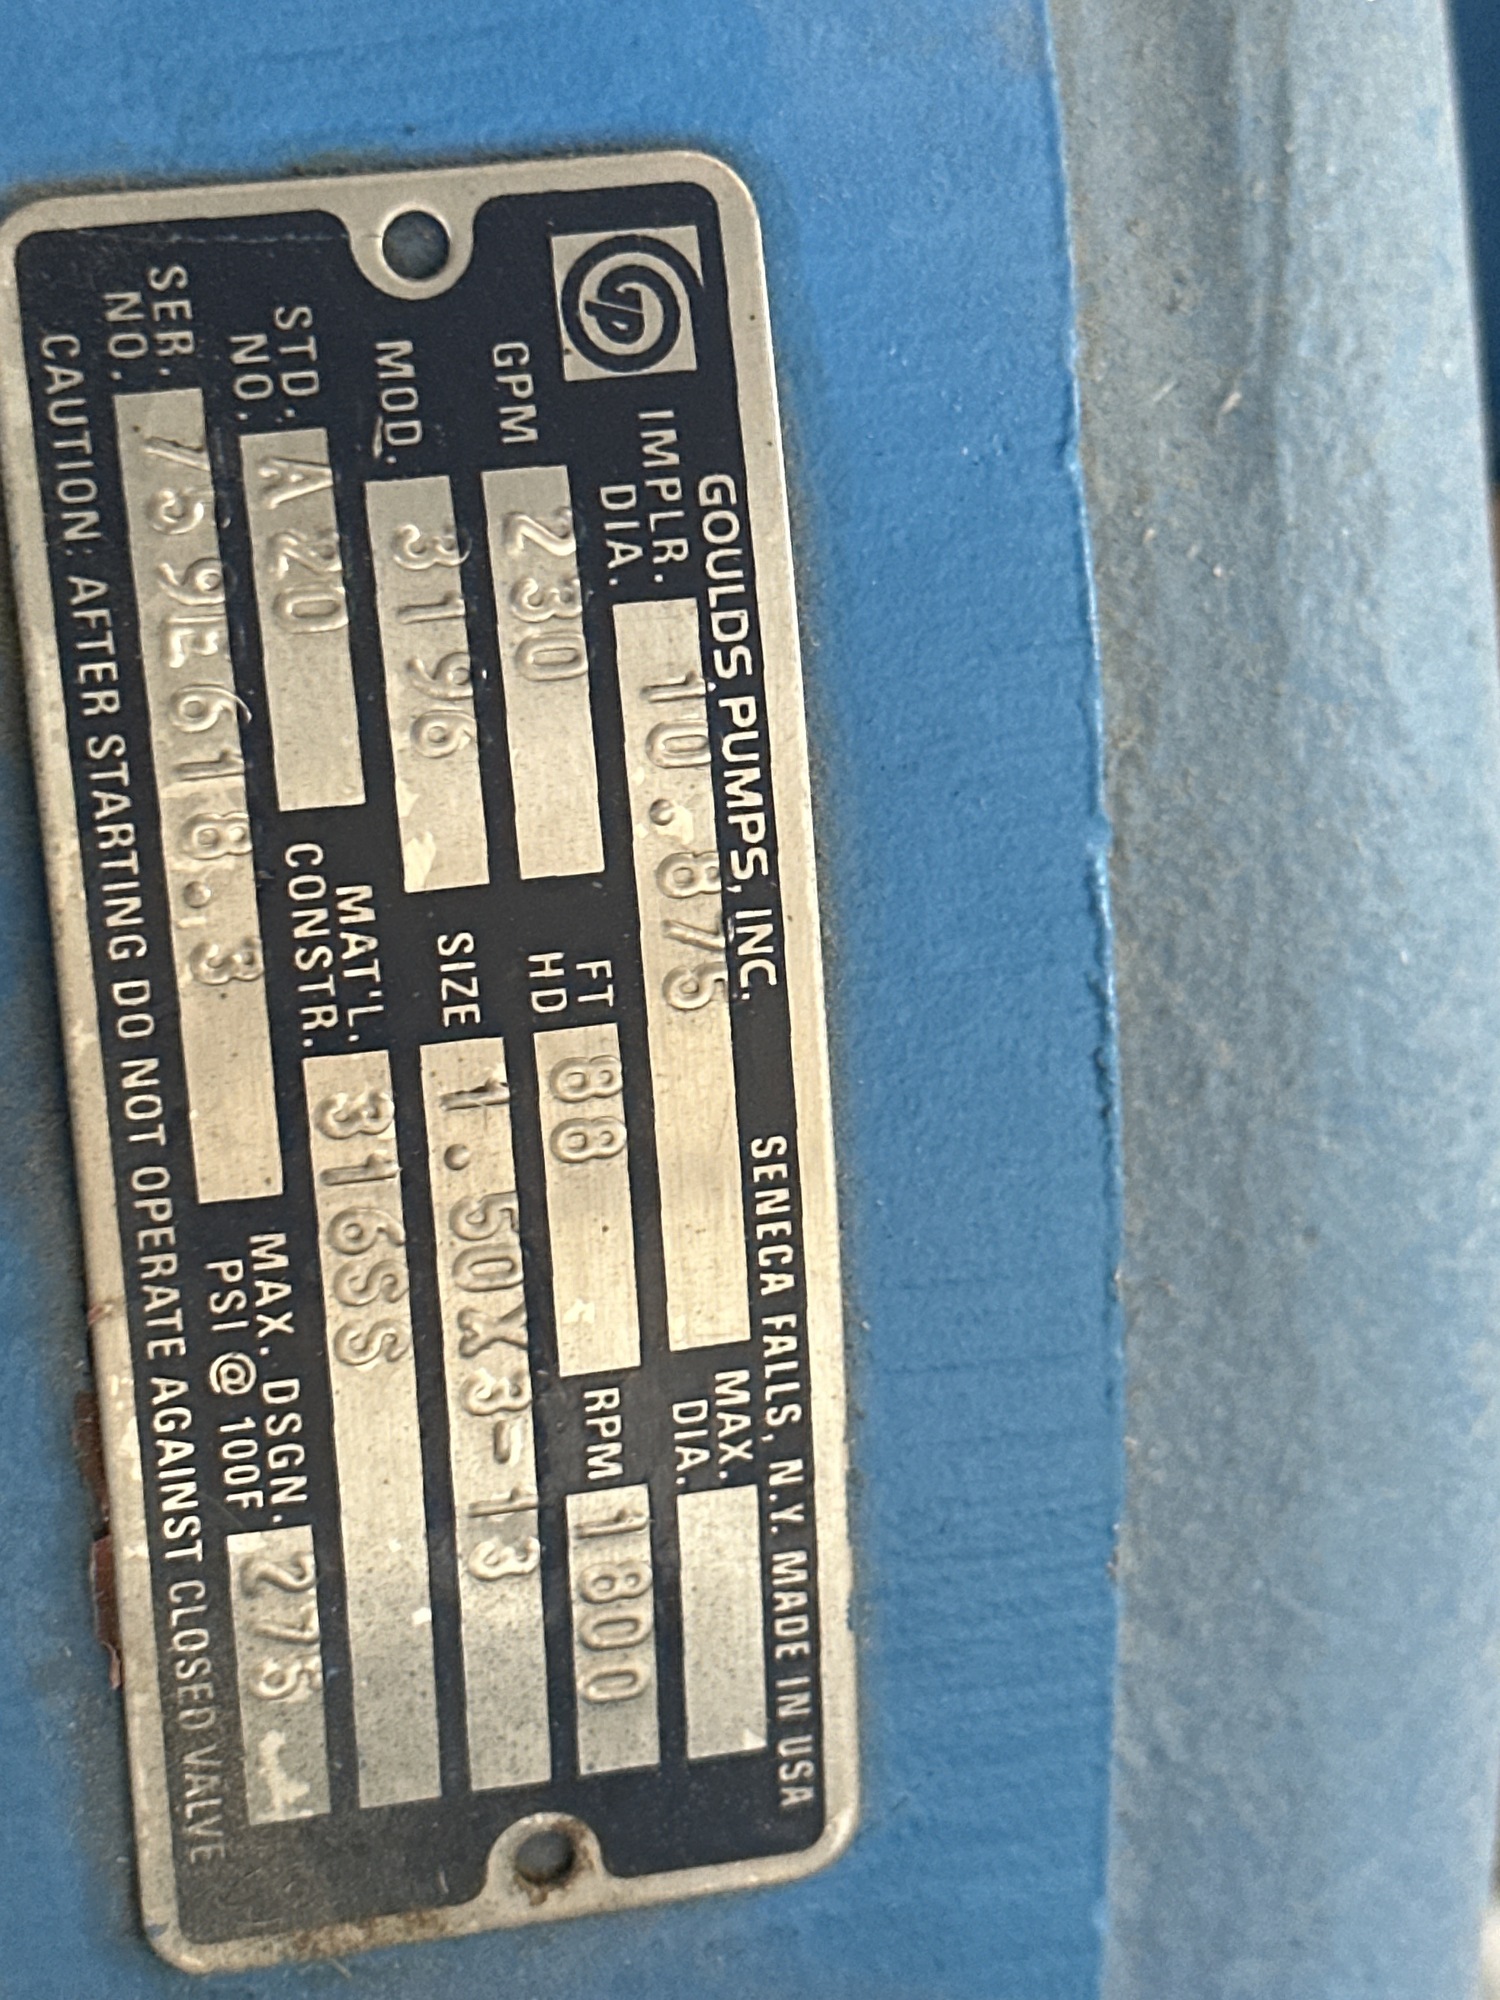 GOULDS PUMPS, INC. SENECA FALLS, N.Y. MADE IN USA
IMPLR. DIA. 10.875 MAX. DIA.
GPM 230 FT HD 88 RPM 1800
MOD. 3196 SIZE 1.50X3-13
STD. NO. A20 MAT'L. CONSTR. 316SS
SER. NO. 759E618.3 MAX. DSGN. PSI @ 100F 275
CAUTION: AFTER STARTING DO NOT OPERATE AGAINST CLOSED VALVE